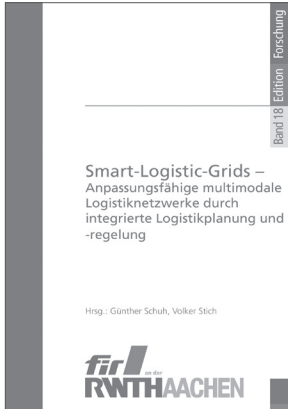 Band 18 Edition Forschung
Smart-Logistic-Grids –
Anpassungsfähige multimodale
Logistiknetzwerke durch
integrierte Logistikplanung und
-regelung
Hrsg.: Günther Schuh, Volker Stich
fir an der
RWTHAACHEN